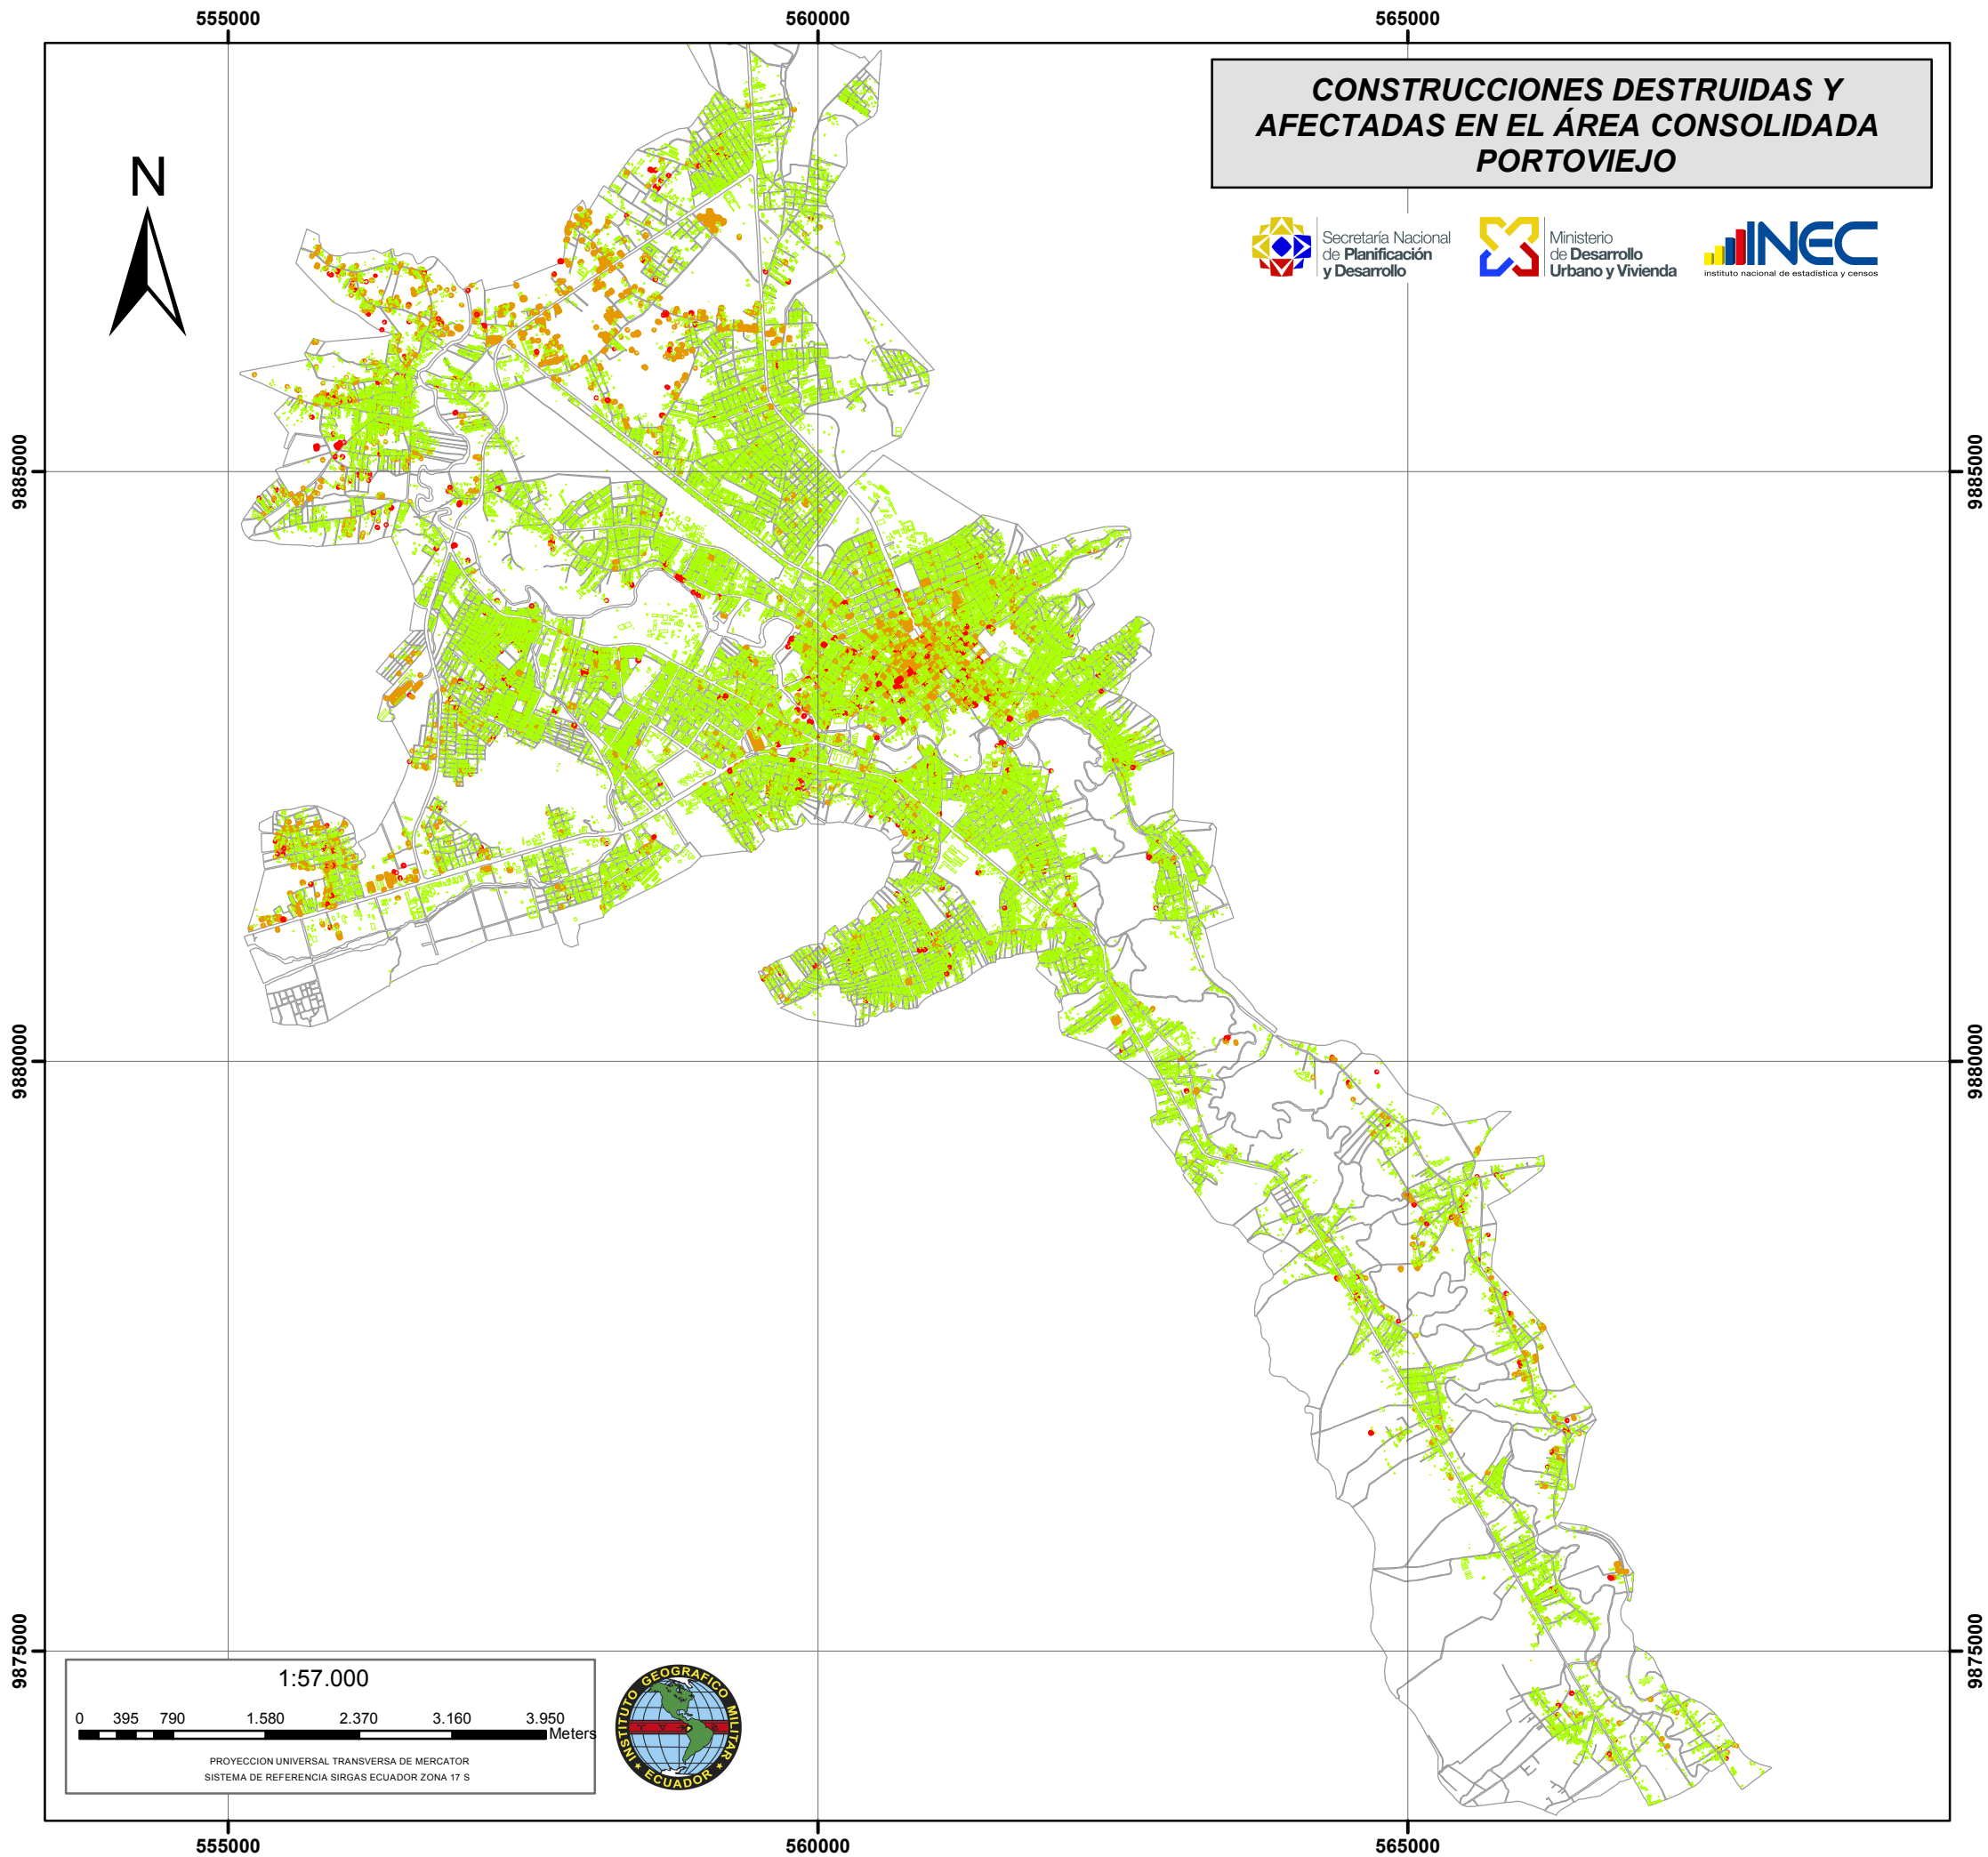 555000
560000
565000
CONSTRUCCIONES DESTRUIDAS Y
AFECTADAS EN EL ÁREA CONSOLIDADA
PORTOVIEJO
N
Secretaría Nacional
de Planificación
y Desarrollo
Ministerio
de Desarrollo
Urbano y Vivienda
INEC
instituto nacional de estadística y censos
9885000
9885000
9880000
9880000
9875000
9875000
1:57.000
0 395 790 1.580 2.370 3.160 3.950
Meters
PROYECCION UNIVERSAL TRANSVERSA DE MERCATOR
SISTEMA DE REFERENCIA SIRGAS ECUADOR ZONA 17 S
INSTITUTO GEOGRAFICO MILITAR
ECUADOR
555000
560000
565000